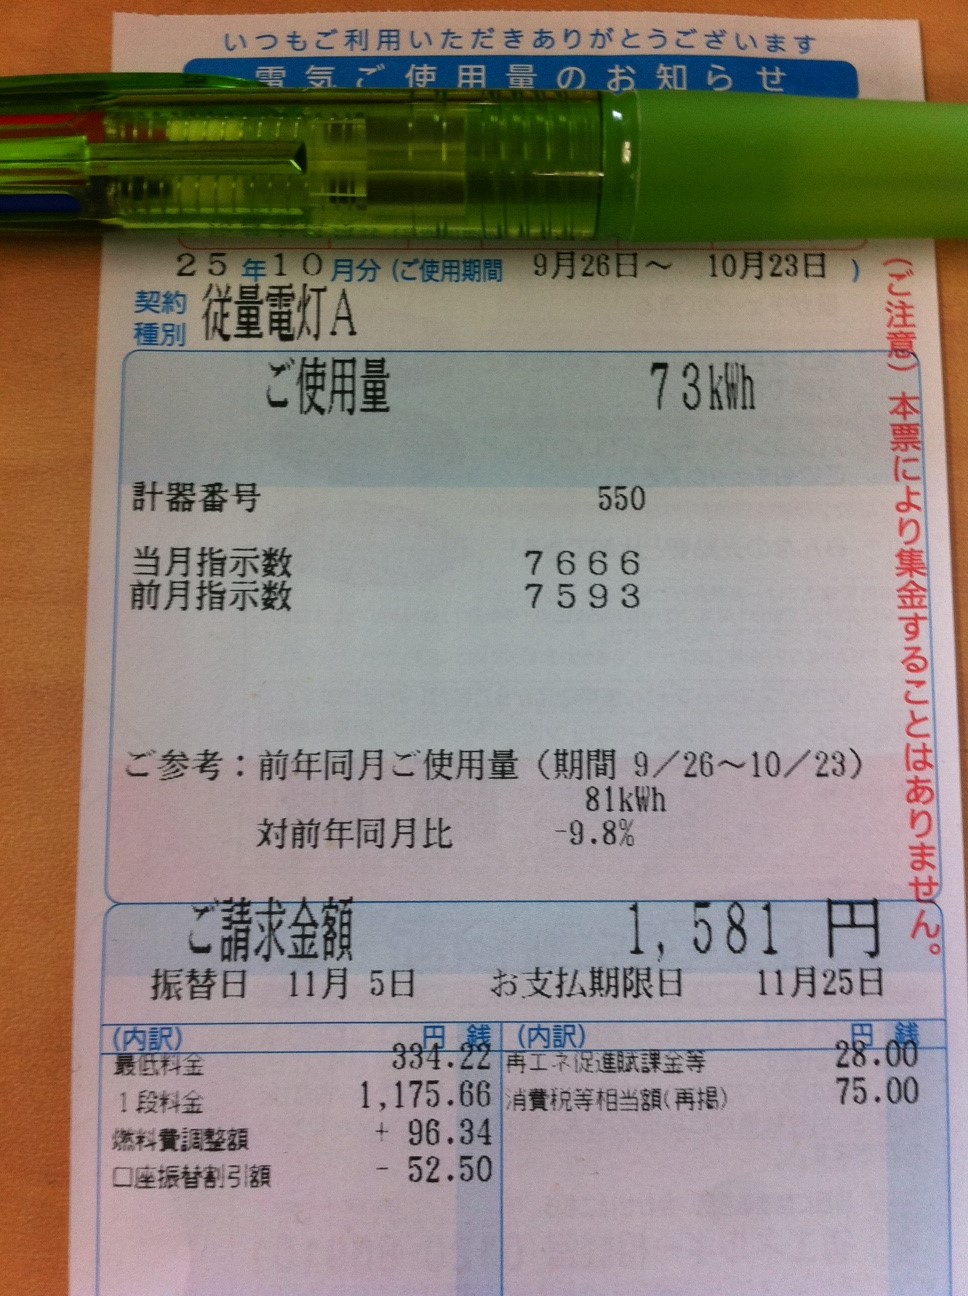 いつもご利用いただきありがとうございます
電気ご使用量のお知らせ
25年10月分(ご使用期間 9月26日～ 10月23日)
契約種別 従量電灯A
ご使用量 73kWh
計器番号 550
当月指示数 7666
前月指示数 7593
ご参考：前年同月ご使用量（期間 9／26～10／23）
81kWh
対前年同月比 -9.8%
ご請求金額 1,581 円
振替日 11月 5日 お支払期限日 11月25日
(内訳) 円 銭 (内訳) 円 銭
最低料金 334.22 再エネ促進賦課金等 28.00
1段料金 1,175.66 消費税等相当額(再掲) 75.00
燃料費調整額 + 96.34
口座振替割引額 - 52.50
(ご注意)本票により集金することはありません。